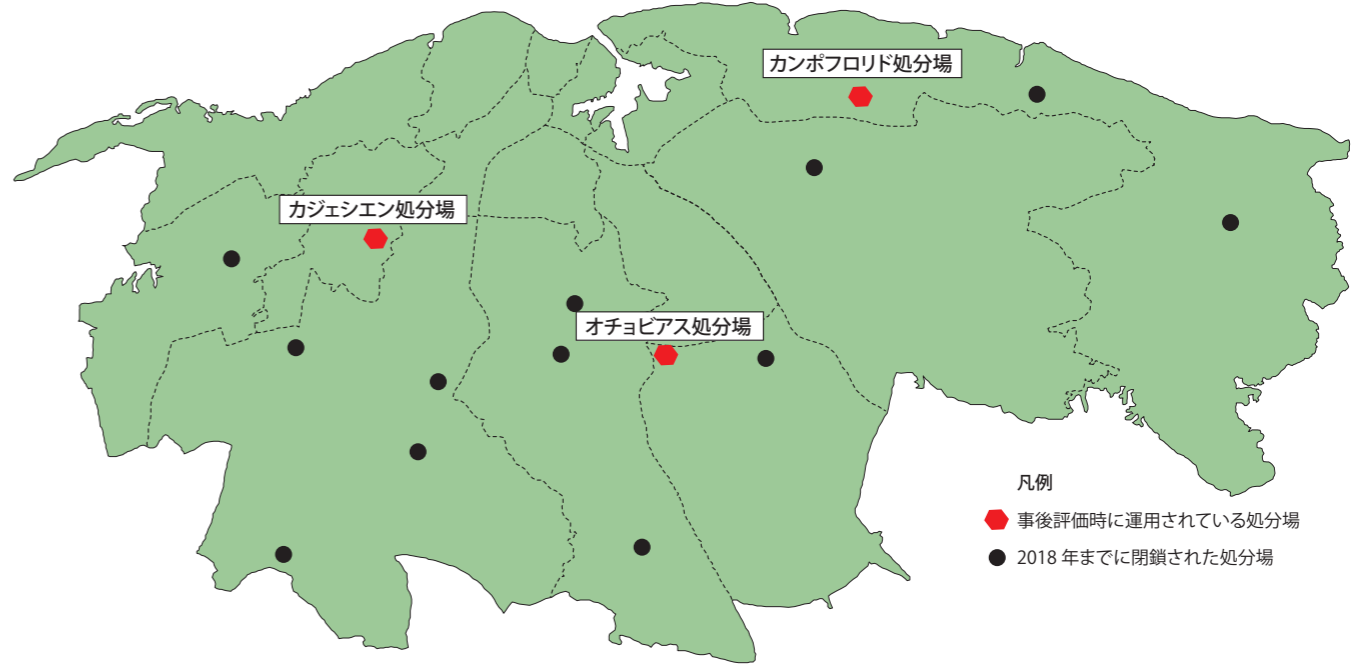 カンポフロリド処分場
カジェシエン処分場
オチョビアス処分場
凡例
事後評価時に運用されている処分場
2018 年までに閉鎖された処分場